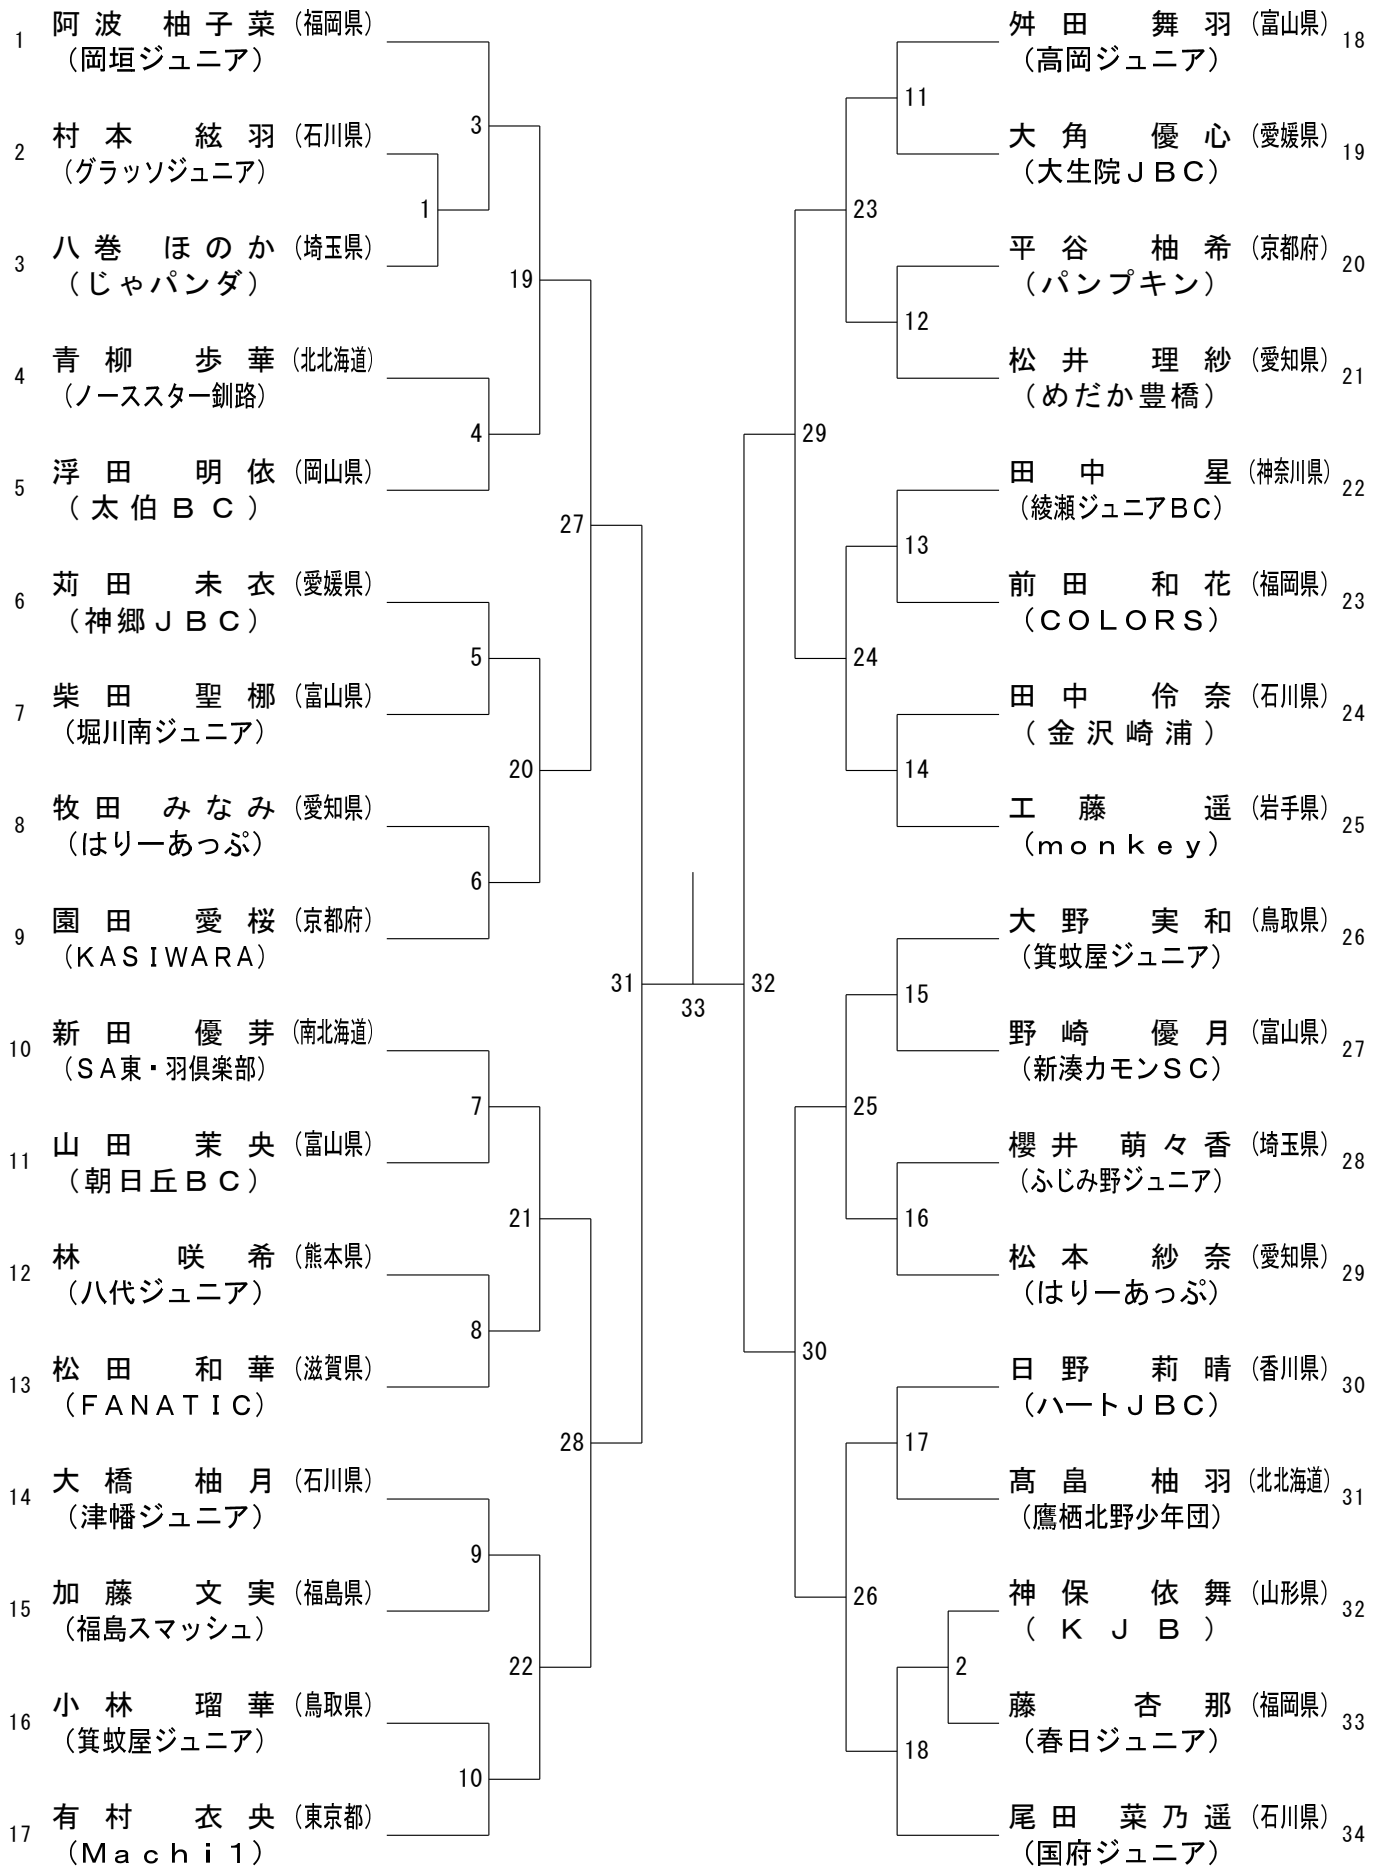 1 阿波 柚子菜 (福岡県)
(岡垣ジュニア)
2 村本 絃羽 (石川県)
(グラッソジュニア)
3 八巻 ほのか (埼玉県)
(じゃパンダ)
4 青柳 歩華 (北北海道)
(ノーススター釧路)
5 浮田 明依 (岡山県)
(太伯BC)
6 苅田 未衣 (愛媛県)
(神郷JBC)
7 柴田 聖梛 (富山県)
(堀川南ジュニア)
8 牧田 みなみ (愛知県)
(はりーあっぷ)
9 園田 愛桜 (京都府)
(KASIWARA)
10 新田 優芽 (南北海道)
(SA東・羽倶楽部)
11 山田 茉央 (富山県)
(朝日丘BC)
12 林 咲希 (熊本県)
(八代ジュニア)
13 松田 和華 (滋賀県)
(FANATIC)
14 大橋 柚月 (石川県)
(津幡ジュニア)
15 加藤 文実 (福島県)
(福島スマッシュ)
16 小林 瑠華 (鳥取県)
(箕蚊屋ジュニア)
17 有村 衣央 (東京都)
(Machi1)
1
3
4
5
6
7
8
9
10
19
20
21
22
27
28
31
33
32
29
30
23
24
25
26
11
12
13
14
15
16
17
18
2
舛田 舞羽 (富山県) 18
(高岡ジュニア)
大角 優心 (愛媛県) 19
(大生院JBC)
平谷 柚希 (京都府) 20
(パンプキン)
松井 理紗 (愛知県) 21
(めだか豊橋)
田中 星 (神奈川県) 22
(綾瀬ジュニアBC)
前田 和花 (福岡県) 23
(COLORS)
田中 伶奈 (石川県) 24
(金沢崎浦)
工藤 遥 (岩手県) 25
(monkey)
大野 実和 (鳥取県) 26
(箕蚊屋ジュニア)
野崎 優月 (富山県) 27
(新湊カモンSC)
櫻井 萌々香 (埼玉県) 28
(ふじみ野ジュニア)
松本 紗奈 (愛知県) 29
(はりーあっぷ)
日野 莉晴 (香川県) 30
(ハートJBC)
髙畠 柚羽 (北北海道) 31
(鷹栖北野少年団)
神保 依舞 (山形県) 32
(KJB)
藤 杏那 (福岡県) 33
(春日ジュニア)
尾田 菜乃遥 (石川県) 34
(国府ジュニア)